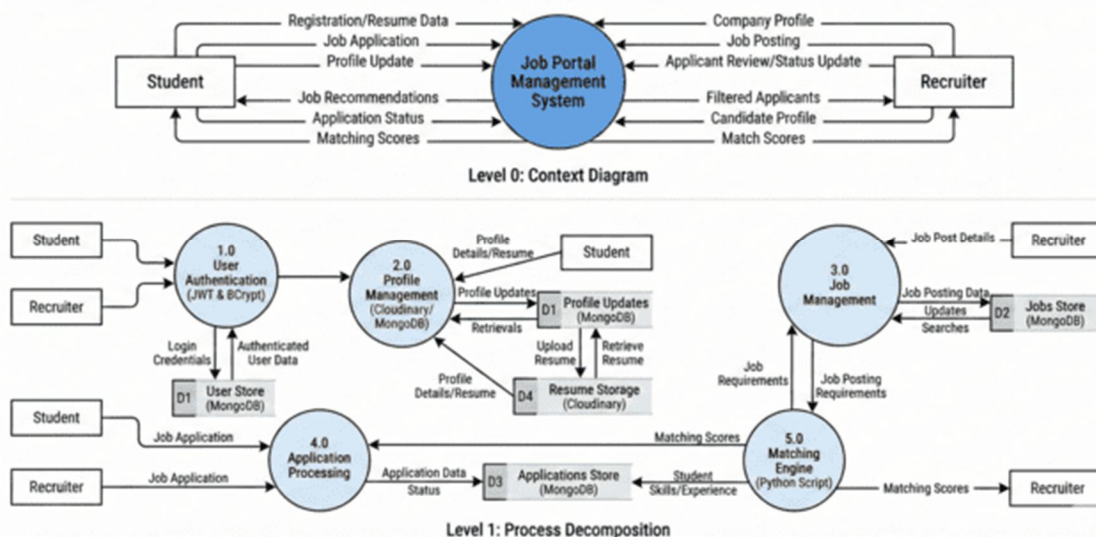 Registration/Resume Data
Job Application
Profile Update
Student
Job Recommendations
Application Status
Matching Scores
Job Portal
Management
System
Company Profile
Job Posting
Applicant Review/Status Update
Recruiter
Filtered Applicants
Candidate Profile
Match Scores
Level 0: Context Diagram
Student
Recruiter
1.0
User
Authentication
(JWT & BCrypt)
Login
Credentials
Authenticated
User Data
D1
User Store
(MongoDB)
2.0
Profile
Management
(Cloudinary/
MongoDB)
Profile
Details/Resume
Student
Profile Updates
Retrievals
D1
Profile Updates
(MongoDB)
Upload
Resume
Retrieve
Resume
Profile
Details/Resume
D4
Resume Storage
(Cloudinary)
3.0
Job
Management
Job Post Details
Recruiter
Job Posting Data
Updates
Searches
D2
Jobs Store
(MongoDB)
Job
Requirements
Job Posting
Requirements
Student
Job Application
Recruiter
Job Application
4.0
Application
Processing
Matching Scores
Application Data
Status
D3
Applications Store
(MongoDB)
Student
Skills/Experience
5.0
Matching
Engine
(Python Script)
Matching Scores
Recruiter
Level 1: Process Decomposition